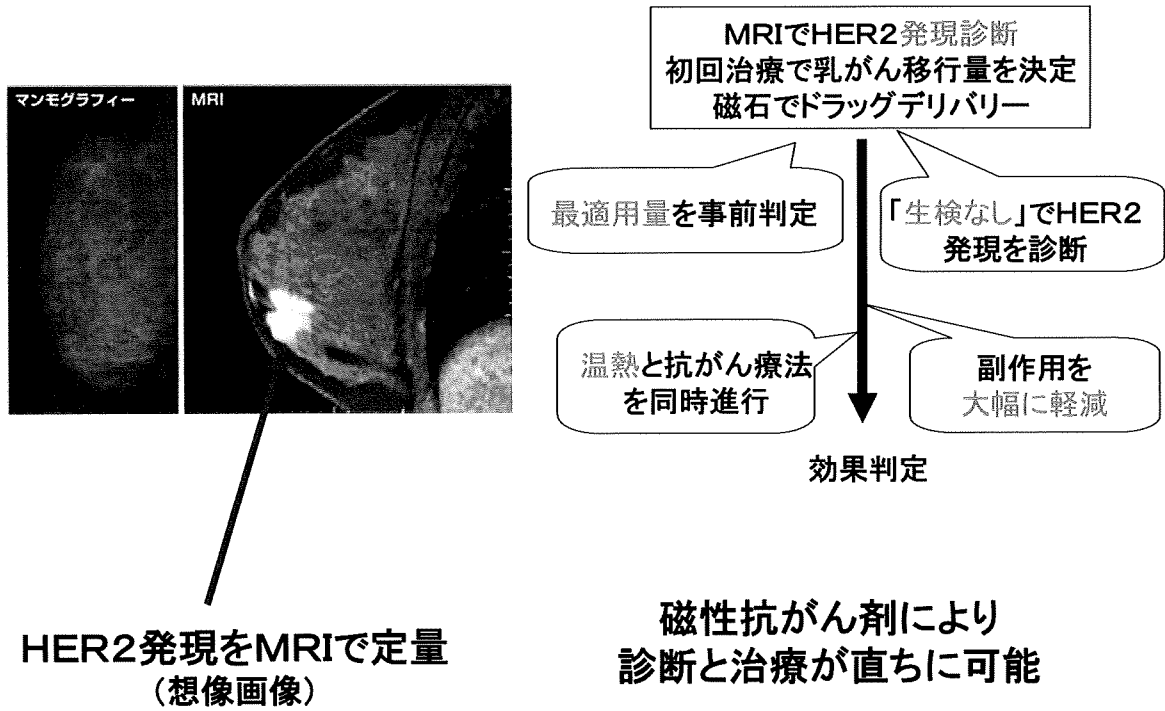 マンモグラフィー
MRI
HER2発現をMRIで定量
（想像画像）
MRIでHER2発現診断
初回治療で乳がん移行量を決定
磁石でドラッグデリバリー
最適用量を事前判定
「生検なし」でHER2
発現を診断
温熱と抗がん療法
を同時進行
副作用を
大幅に軽減
効果判定
磁性抗がん剤により
診断と治療が直ちに可能